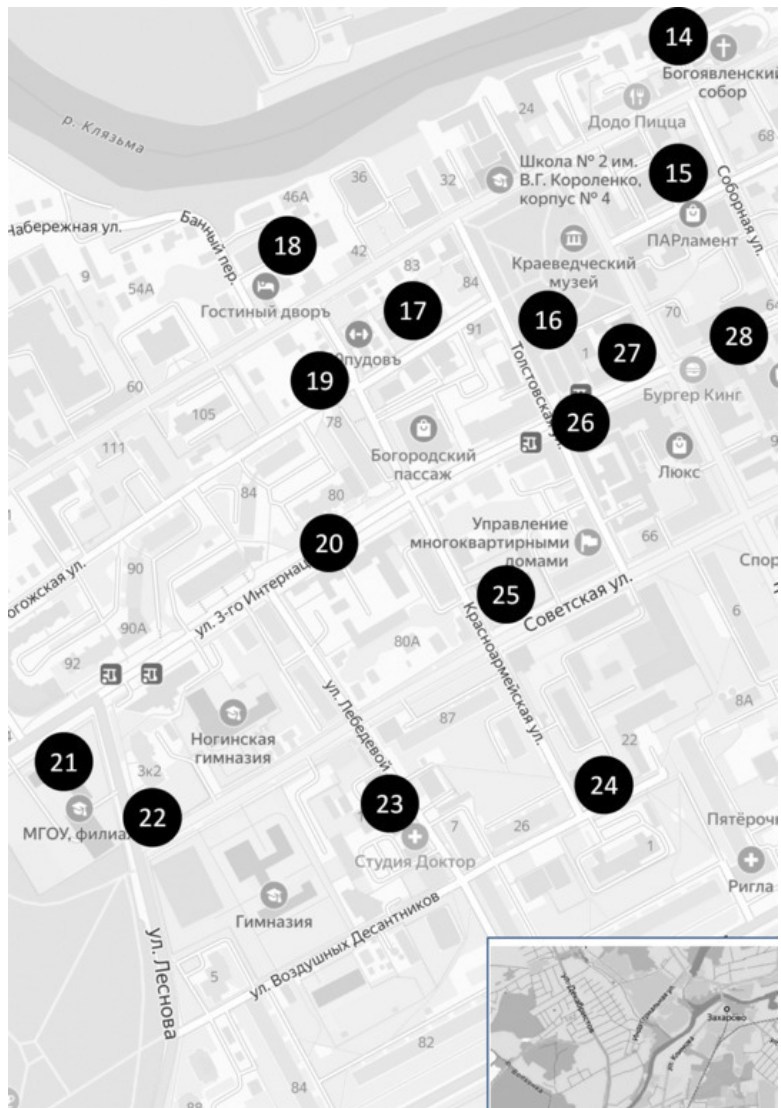 14
Богоявленский
собор
24
Додо Пицца
р. Клязьма
68
Школа № 2 им.
В.Г. Короленко,
корпус № 4
36
32
15
46А
Соборная ул.
Банный пер.
ПАРламент
Набережная ул.
18
42
Краеведческий
музей
9
83
54А
84
Гостиный дворъ
17
16
70
64
91
28
1
27
Толстовская ул.
19
Бургер Кинг
60
105
78
26
111
Богородский
пассаж
Люкс
84
80
Управление
многоквартирными
домами
20
66
90
ул. 3-го Интернац
25
Советская ул.
90А
6
80А
Красноармейская ул.
92
ул. Лебедевой
8А
Ногинская
гимназия
87
22
21
3к2
24
22
23
МГОУ, филиал
7
26
Студия Доктор
1
Ригла
Гимназия
ул. Воздушных Десантников
ул. Леснова
5
ул. Декабристов
Захарово
82
84
88